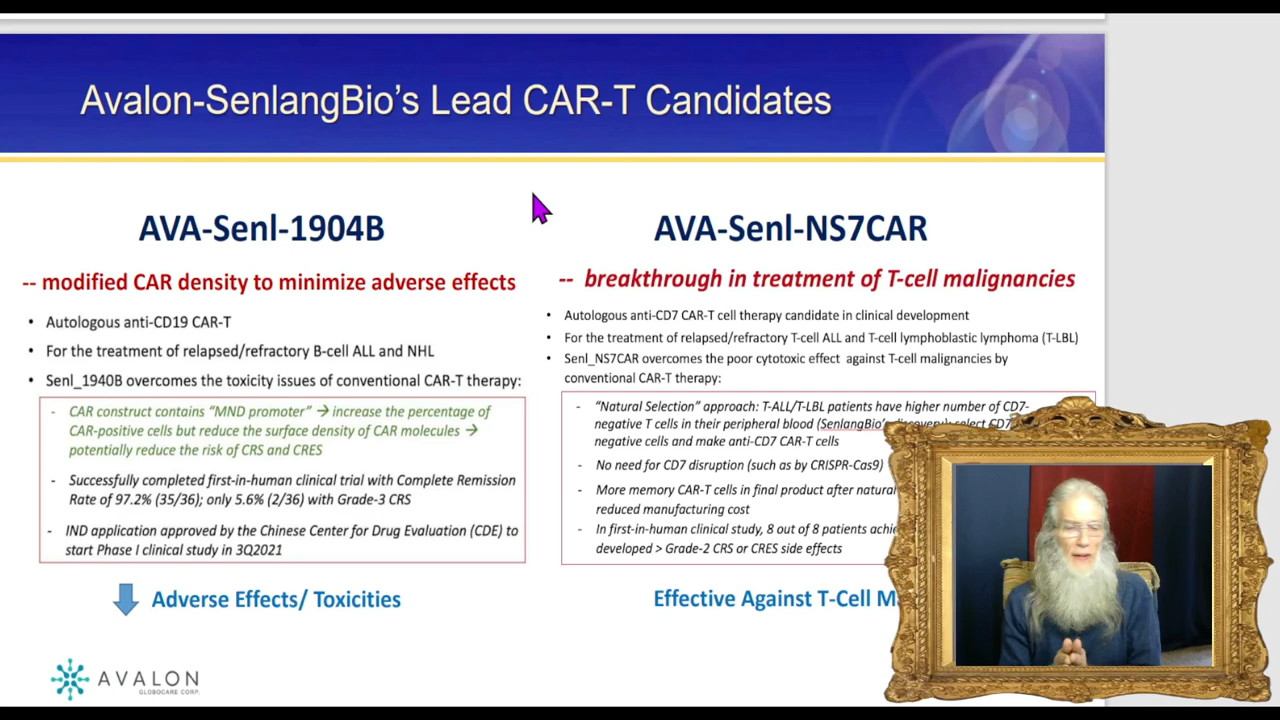 Avalon-SenlangBio's Lead CAR-T Candidates
AVA-Senl-1904B
-- modified CAR density to minimize adverse effects
• Autologous anti-CD19 CAR-T
• For the treatment of relapsed/refractory B-cell ALL and NHL
• Senl_1940B overcomes the toxicity issues of conventional CAR-T therapy:
- CAR construct contains “MND promoter” → increase the percentage of
CAR-positive cells but reduce the surface density of CAR molecules →
potentially reduce the risk of CRS and CRES
- Successfully completed first-in-human clinical trial with Complete Remission
Rate of 97.2% (35/36); only 5.6% (2/36) with Grade-3 CRS
- IND application approved by the Chinese Center for Drug Evaluation (CDE) to
start Phase I clinical study in 3Q2021
Adverse Effects/ Toxicities
AVA-Senl-NS7CAR
-- breakthrough in treatment of T-cell malignancies
• Autologous anti-CD7 CAR-T cell therapy candidate in clinical development
• For the treatment of relapsed/refractory T-cell ALL and T-cell lymphoblastic lymphoma (T-LBL)
• Senl_NS7CAR overcomes the poor cytotoxic effect against T-cell malignancies by
conventional CAR-T therapy:
- “Natural Selection” approach: T-ALL/T-LBL patients have higher number of CD7-
negative T cells in their peripheral blood (SenlangBio's select CD7
negative cells and make anti-CD7 CAR-T cells
- No need for CD7 disruption (such as by CRISPR-Cas9)
- More memory CAR-T cells in final product after natural
reduced manufacturing cost
- In first-in-human clinical study, 8 out of 8 patients
developed > Grade-2 CRS or CRES side effects
Effective Against T-Cell
AVALON
GLOBOCARE CORP.